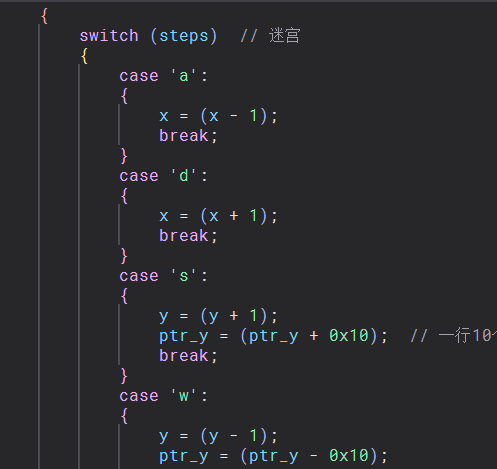 {
switch (steps)  // 迷宫
{
case 'a':
{
x = (x - 1);
break;
}
case 'd':
{
x = (x + 1);
break;
}
case 's':
{
y = (y + 1);
ptr_y = (ptr_y + 0x10);  // 一行10
break;
}
case 'w':
{
y = (y - 1);
ptr_y = (ptr_y - 0x10);